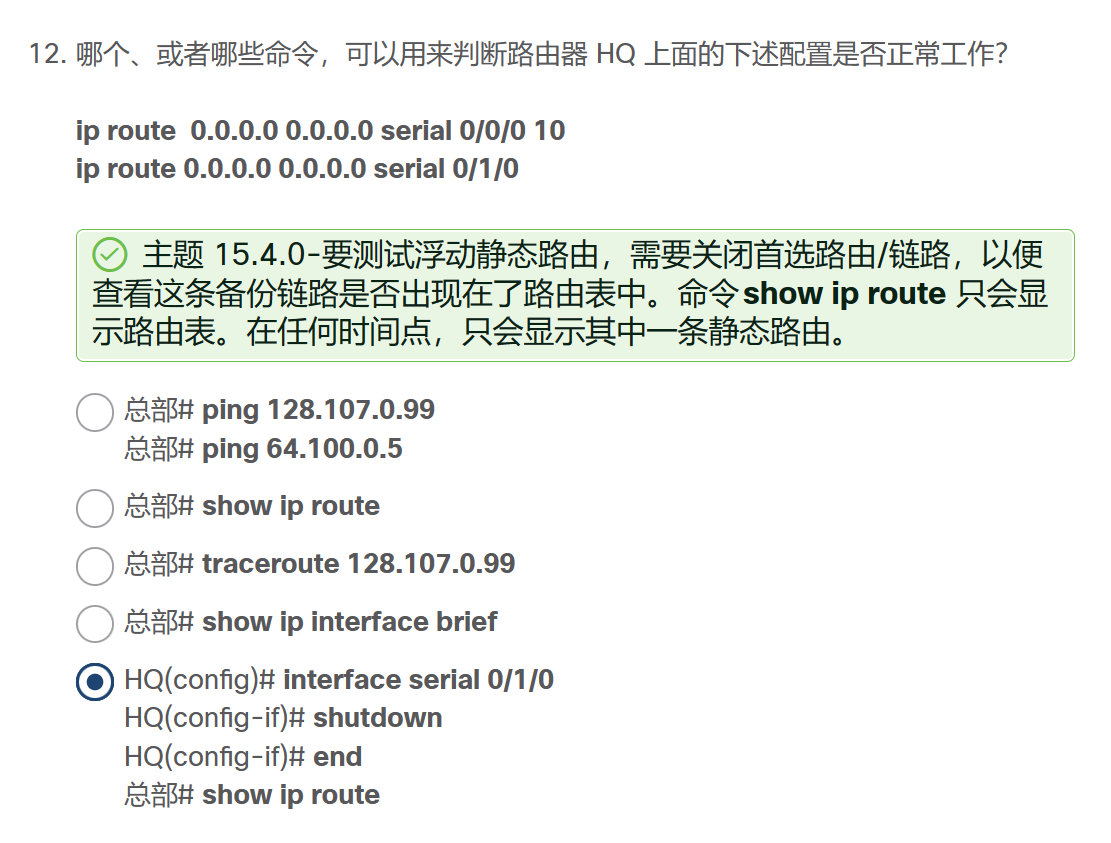 12. 哪个、或者哪些命令，可以用来判断路由器 HQ 上面的下述配置是否正常工作？
ip route  0.0.0.0 0.0.0.0 serial 0/0/0 10
ip route 0.0.0.0 0.0.0.0 serial 0/1/0
主题 15.4.0-要测试浮动静态路由，需要关闭首选路由/链路，以便
查看这条备份链路是否出现在了路由表中。命令show ip route 只会显
示路由表。在任何时间点，只会显示其中一条静态路由。
总部# ping 128.107.0.99
总部# ping 64.100.0.5
总部# show ip route
总部# traceroute 128.107.0.99
总部# show ip interface brief
HQ(config)# interface serial 0/1/0
HQ(config-if)# shutdown
HQ(config-if)# end
总部# show ip route